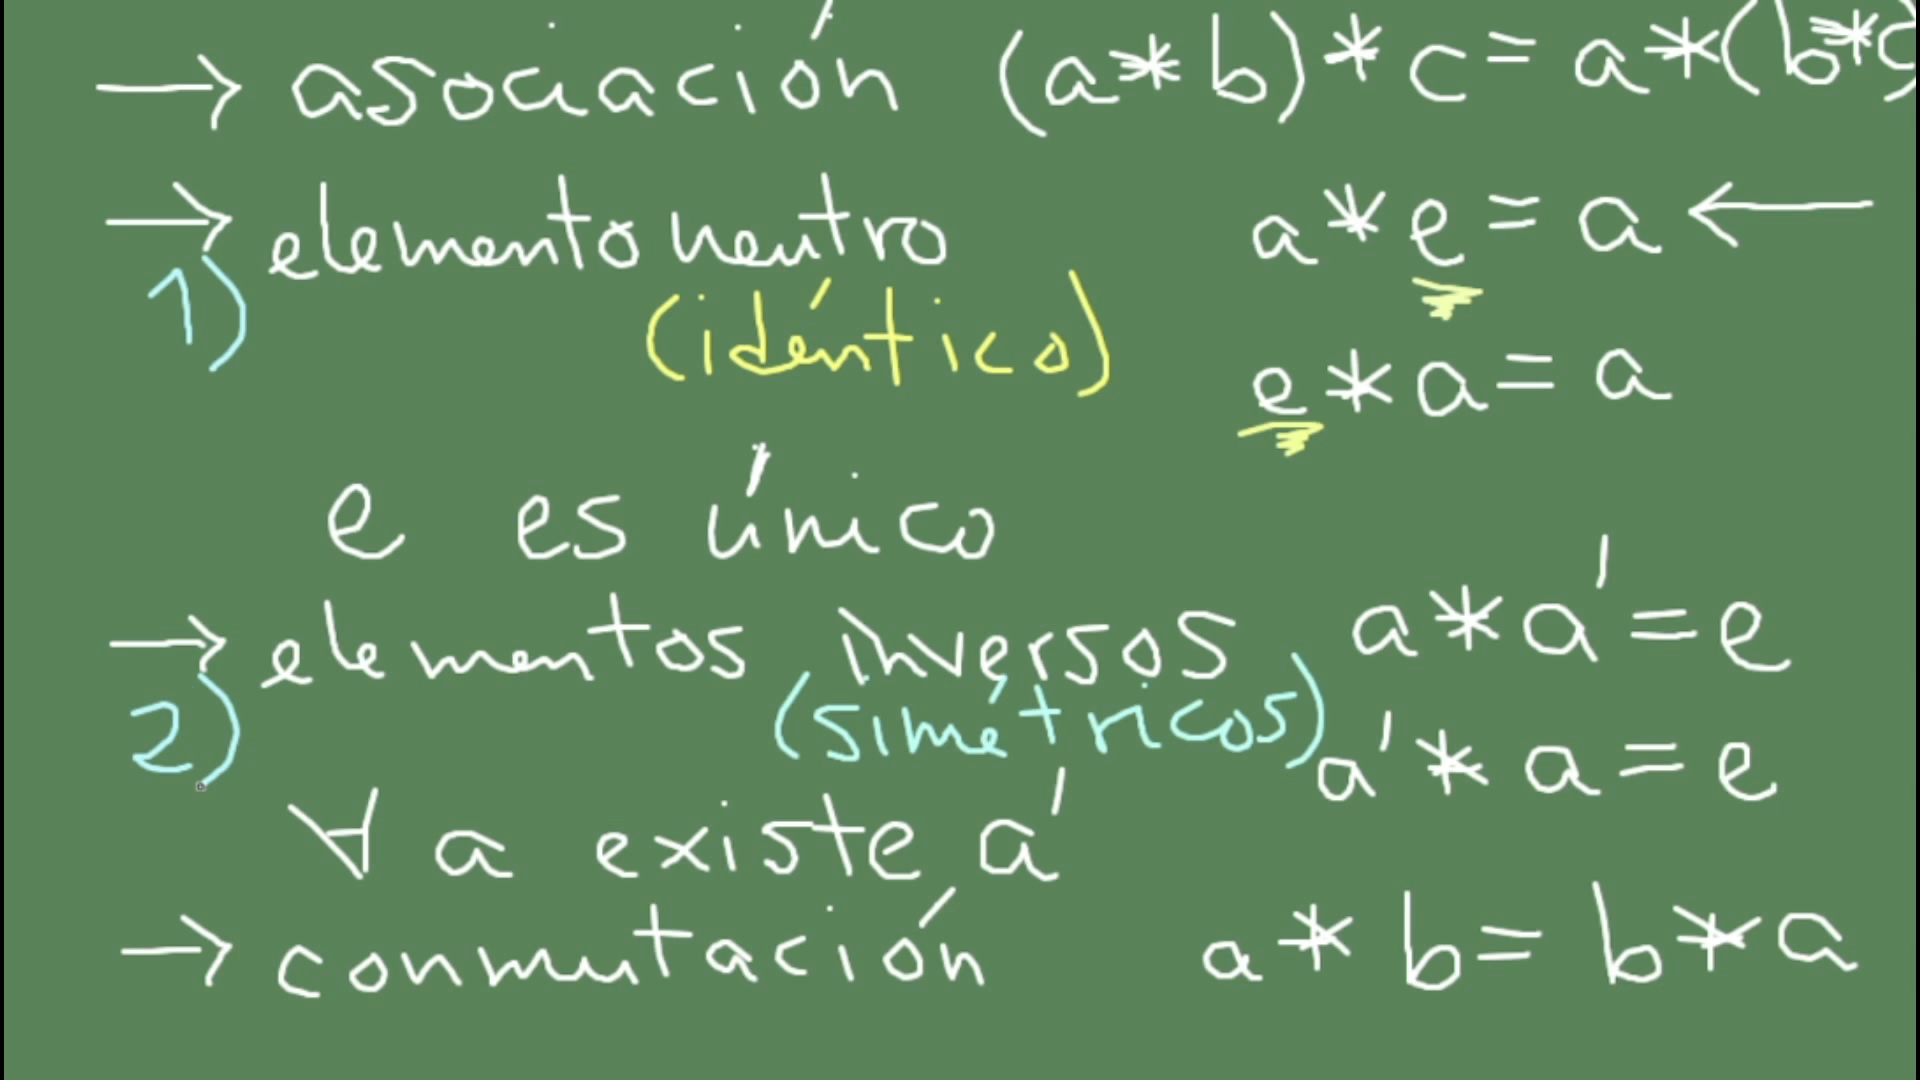 → asociación (a*b)*c = a*(b*c)
→ elemento neutro a*e = a ←
1) (idéntico)
e*a = a
e es único
→ elementos inversos a*a' = e
2) (simétricos) a'*a = e
∀ a existe a'
→ conmutación a*b = b*a